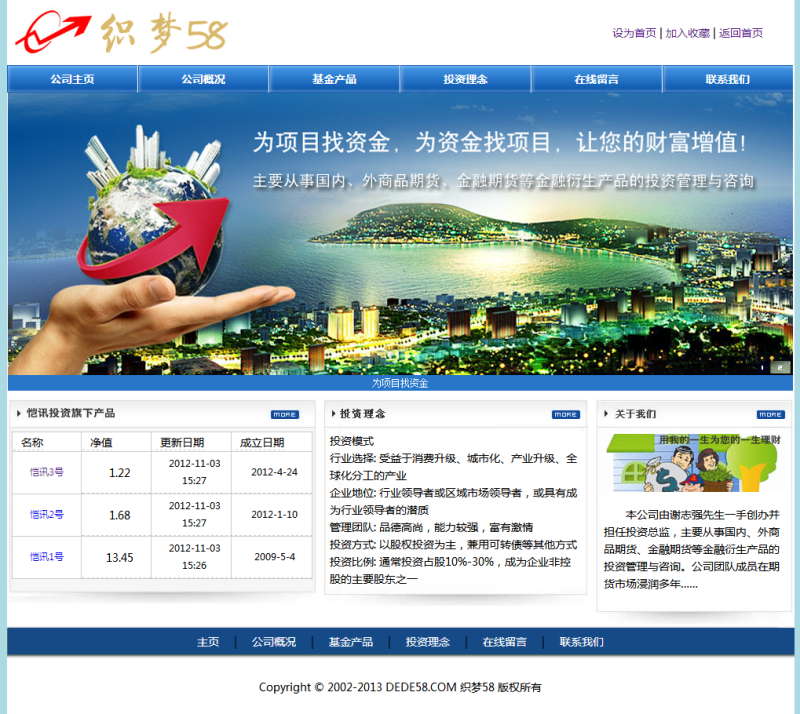 织梦58
设为首页 | 加入收藏 | 返回首页
公司主页 公司概况 基金产品 投资理念 在线留言 联系我们
为项目找资金，为资金找项目，让您的财富增值！
主要从事国内、外商品期货、金融期货等金融衍生产品的投资管理与咨询
为项目找资金
恺讯投资旗下产品 MORE
名称 净值 更新日期 成立日期
恺讯3号 1.22 2012-11-03 15:27 2012-4-24
恺讯2号 1.68 2012-11-03 15:27 2012-1-10
恺讯1号 13.45 2012-11-03 15:26 2009-5-4
投资理念 MORE
投资模式
行业选择: 受益于消费升级、城市化、产业升级、全
球化分工的产业
企业地位: 行业领导者或区域市场领导者，或具有成
为行业领导者的潜质
管理团队: 品德高尚，能力较强，富有激情
投资方式: 以股权投资为主，兼用可转债等其他方式
投资比例: 通常投资占股10%-30%，成为企业非控
股的主要股东之一
关于我们 MORE
用我的一生为您的一生理财
本公司由谢志强先生一手创办并
担任投资总监，主要从事国内、外商
品期货、金融期货等金融衍生产品的
投资管理与咨询。公司团队成员在期
货市场浸润多年......
主页 | 公司概况 | 基金产品 | 投资理念 | 在线留言 | 联系我们
Copyright © 2002-2013 DEDE58.COM 织梦58 版权所有